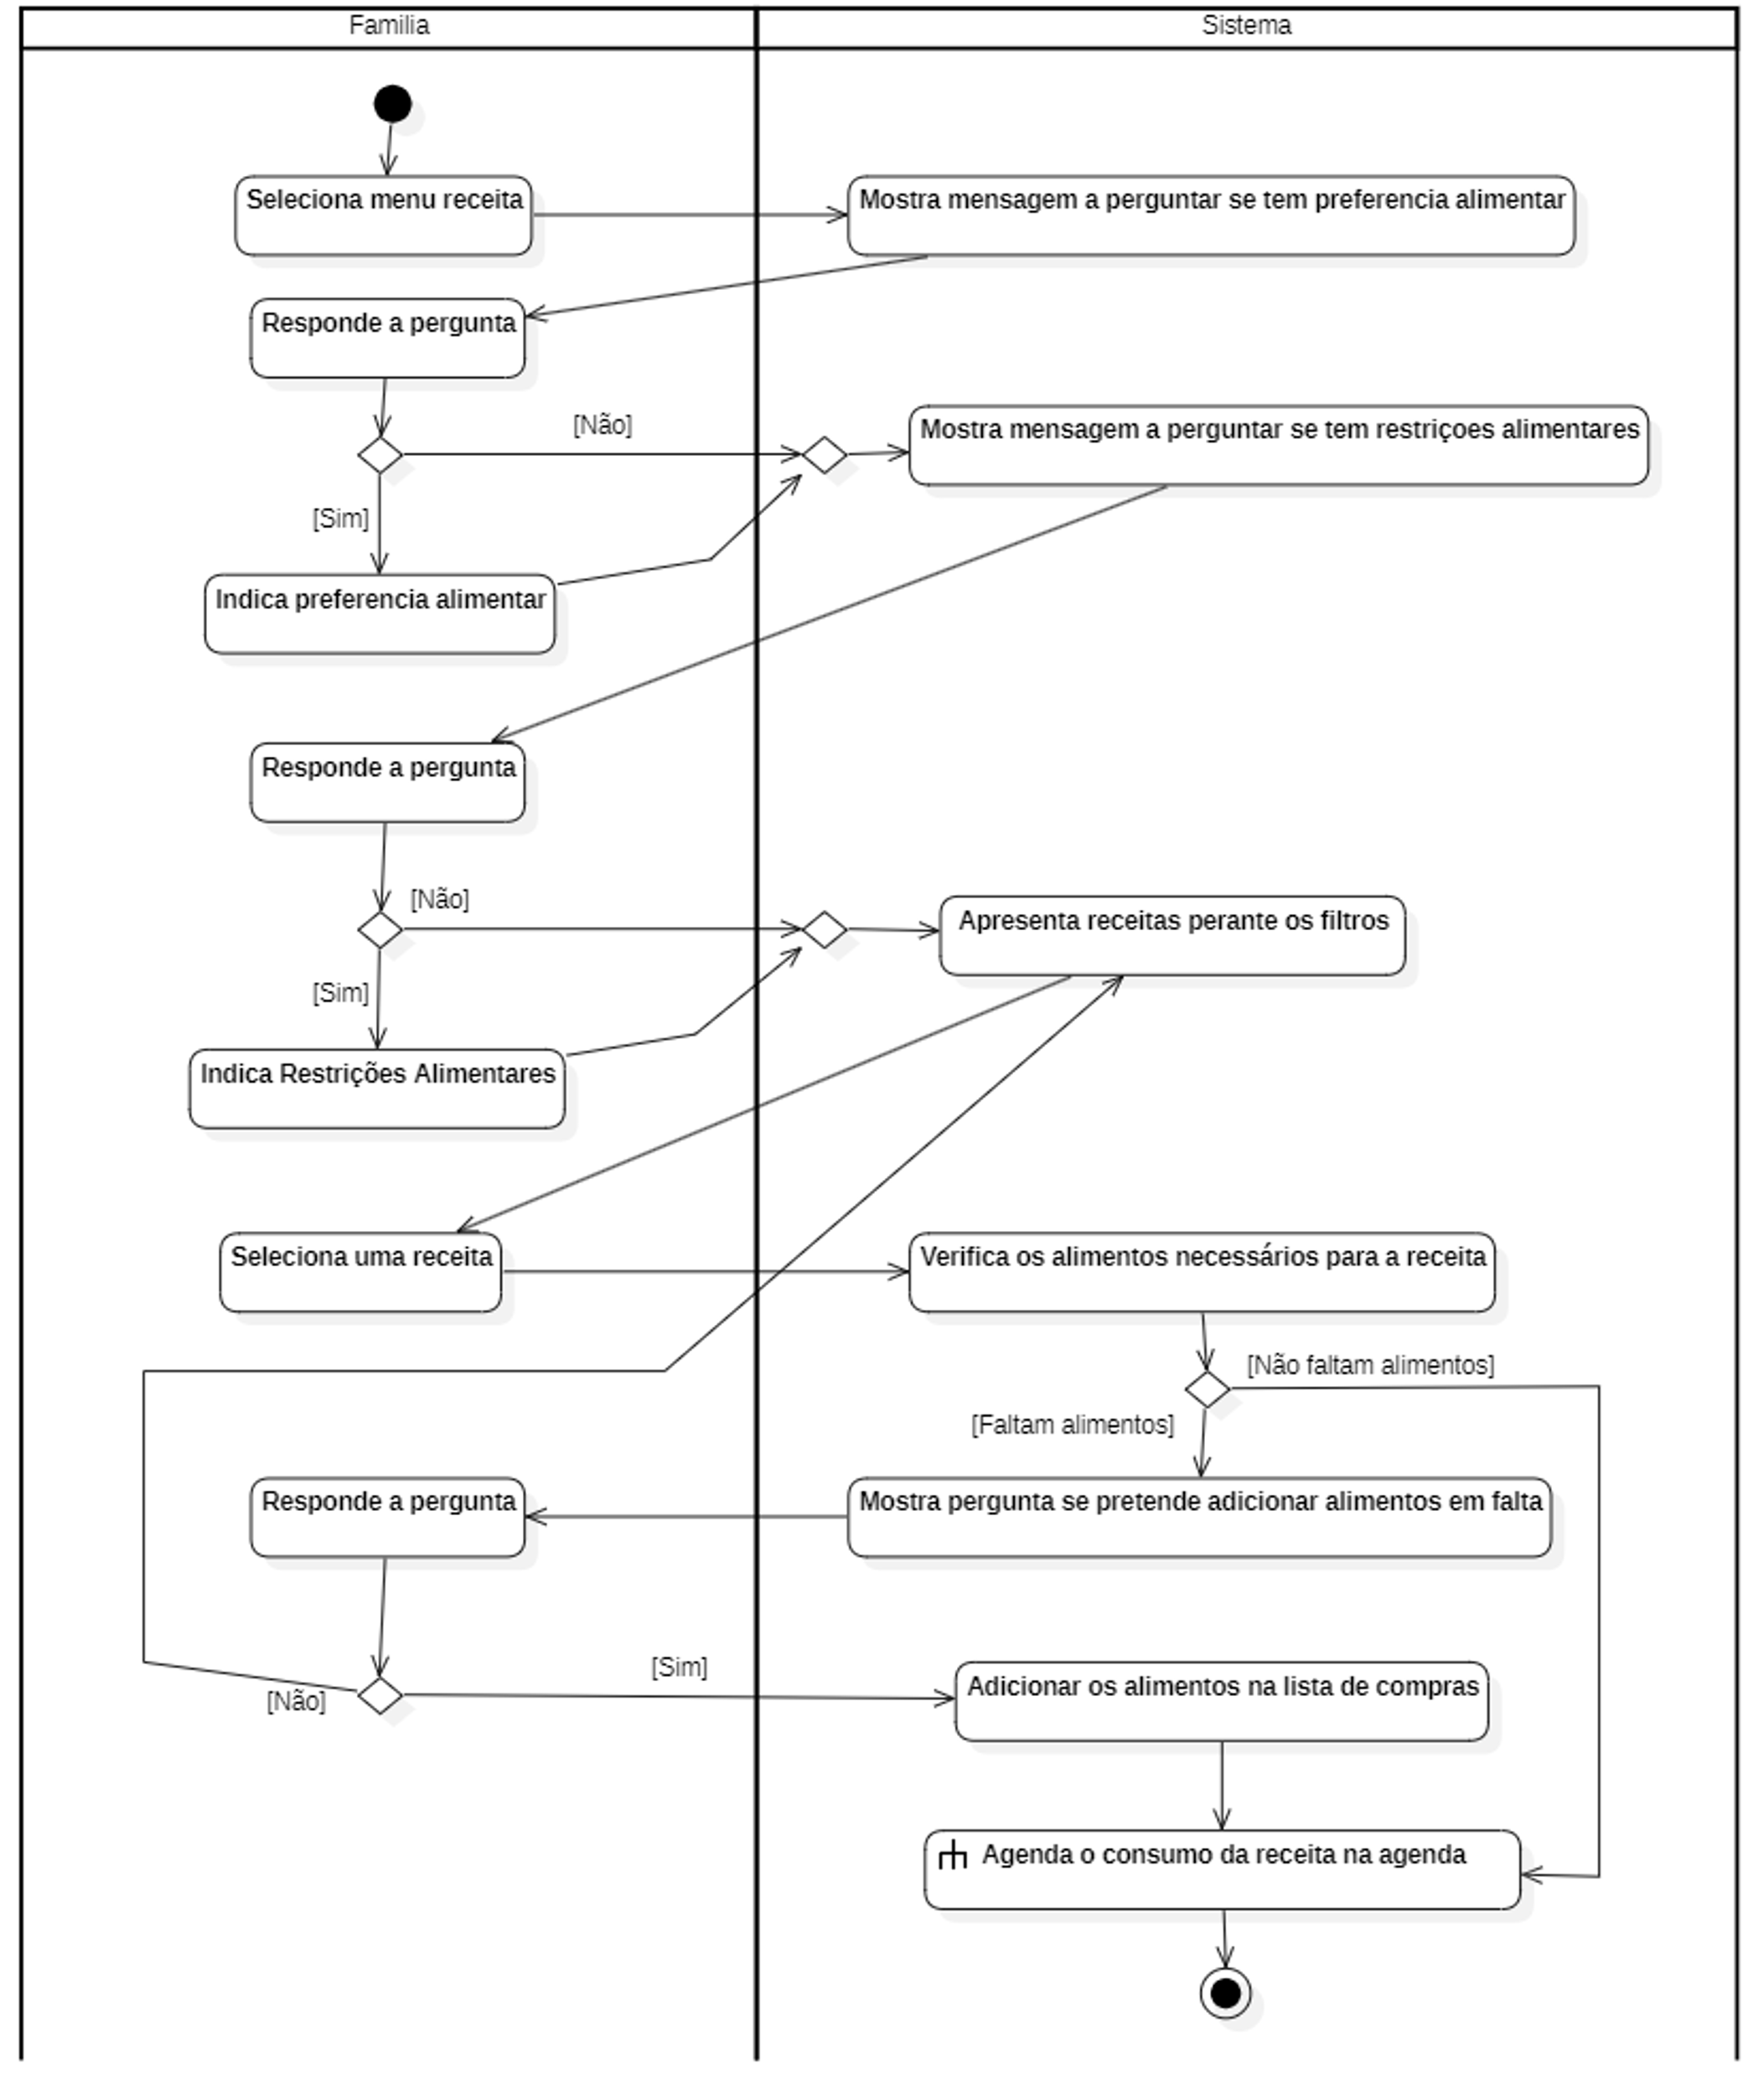 Familia
Sistema
Seleciona menu receita
Mostra mensagem a perguntar se tem preferencia alimentar
Responde a pergunta
[Não]
Mostra mensagem a perguntar se tem restriçoes alimentares
[Sim]
Indica preferencia alimentar
Responde a pergunta
[Não]
Apresenta receitas perante os filtros
[Sim]
Indica Restrições Alimentares
Seleciona uma receita
Verifica os alimentos necessários para a receita
[Não faltam alimentos]
[Faltam alimentos]
Responde a pergunta
Mostra pergunta se pretende adicionar alimentos em falta
[Sim]
[Não]
Adicionar os alimentos na lista de compras
Agenda o consumo da receita na agenda